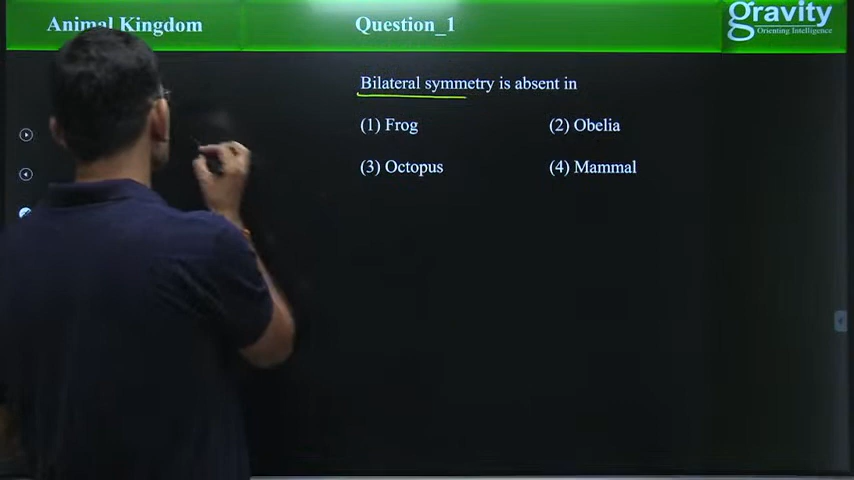 Animal Kingdom
Question_1
gravity
Orienting Intelligence
Bilateral symmetry is absent in
(1) Frog
(2) Obelia
(3) Octopus
(4) Mammal